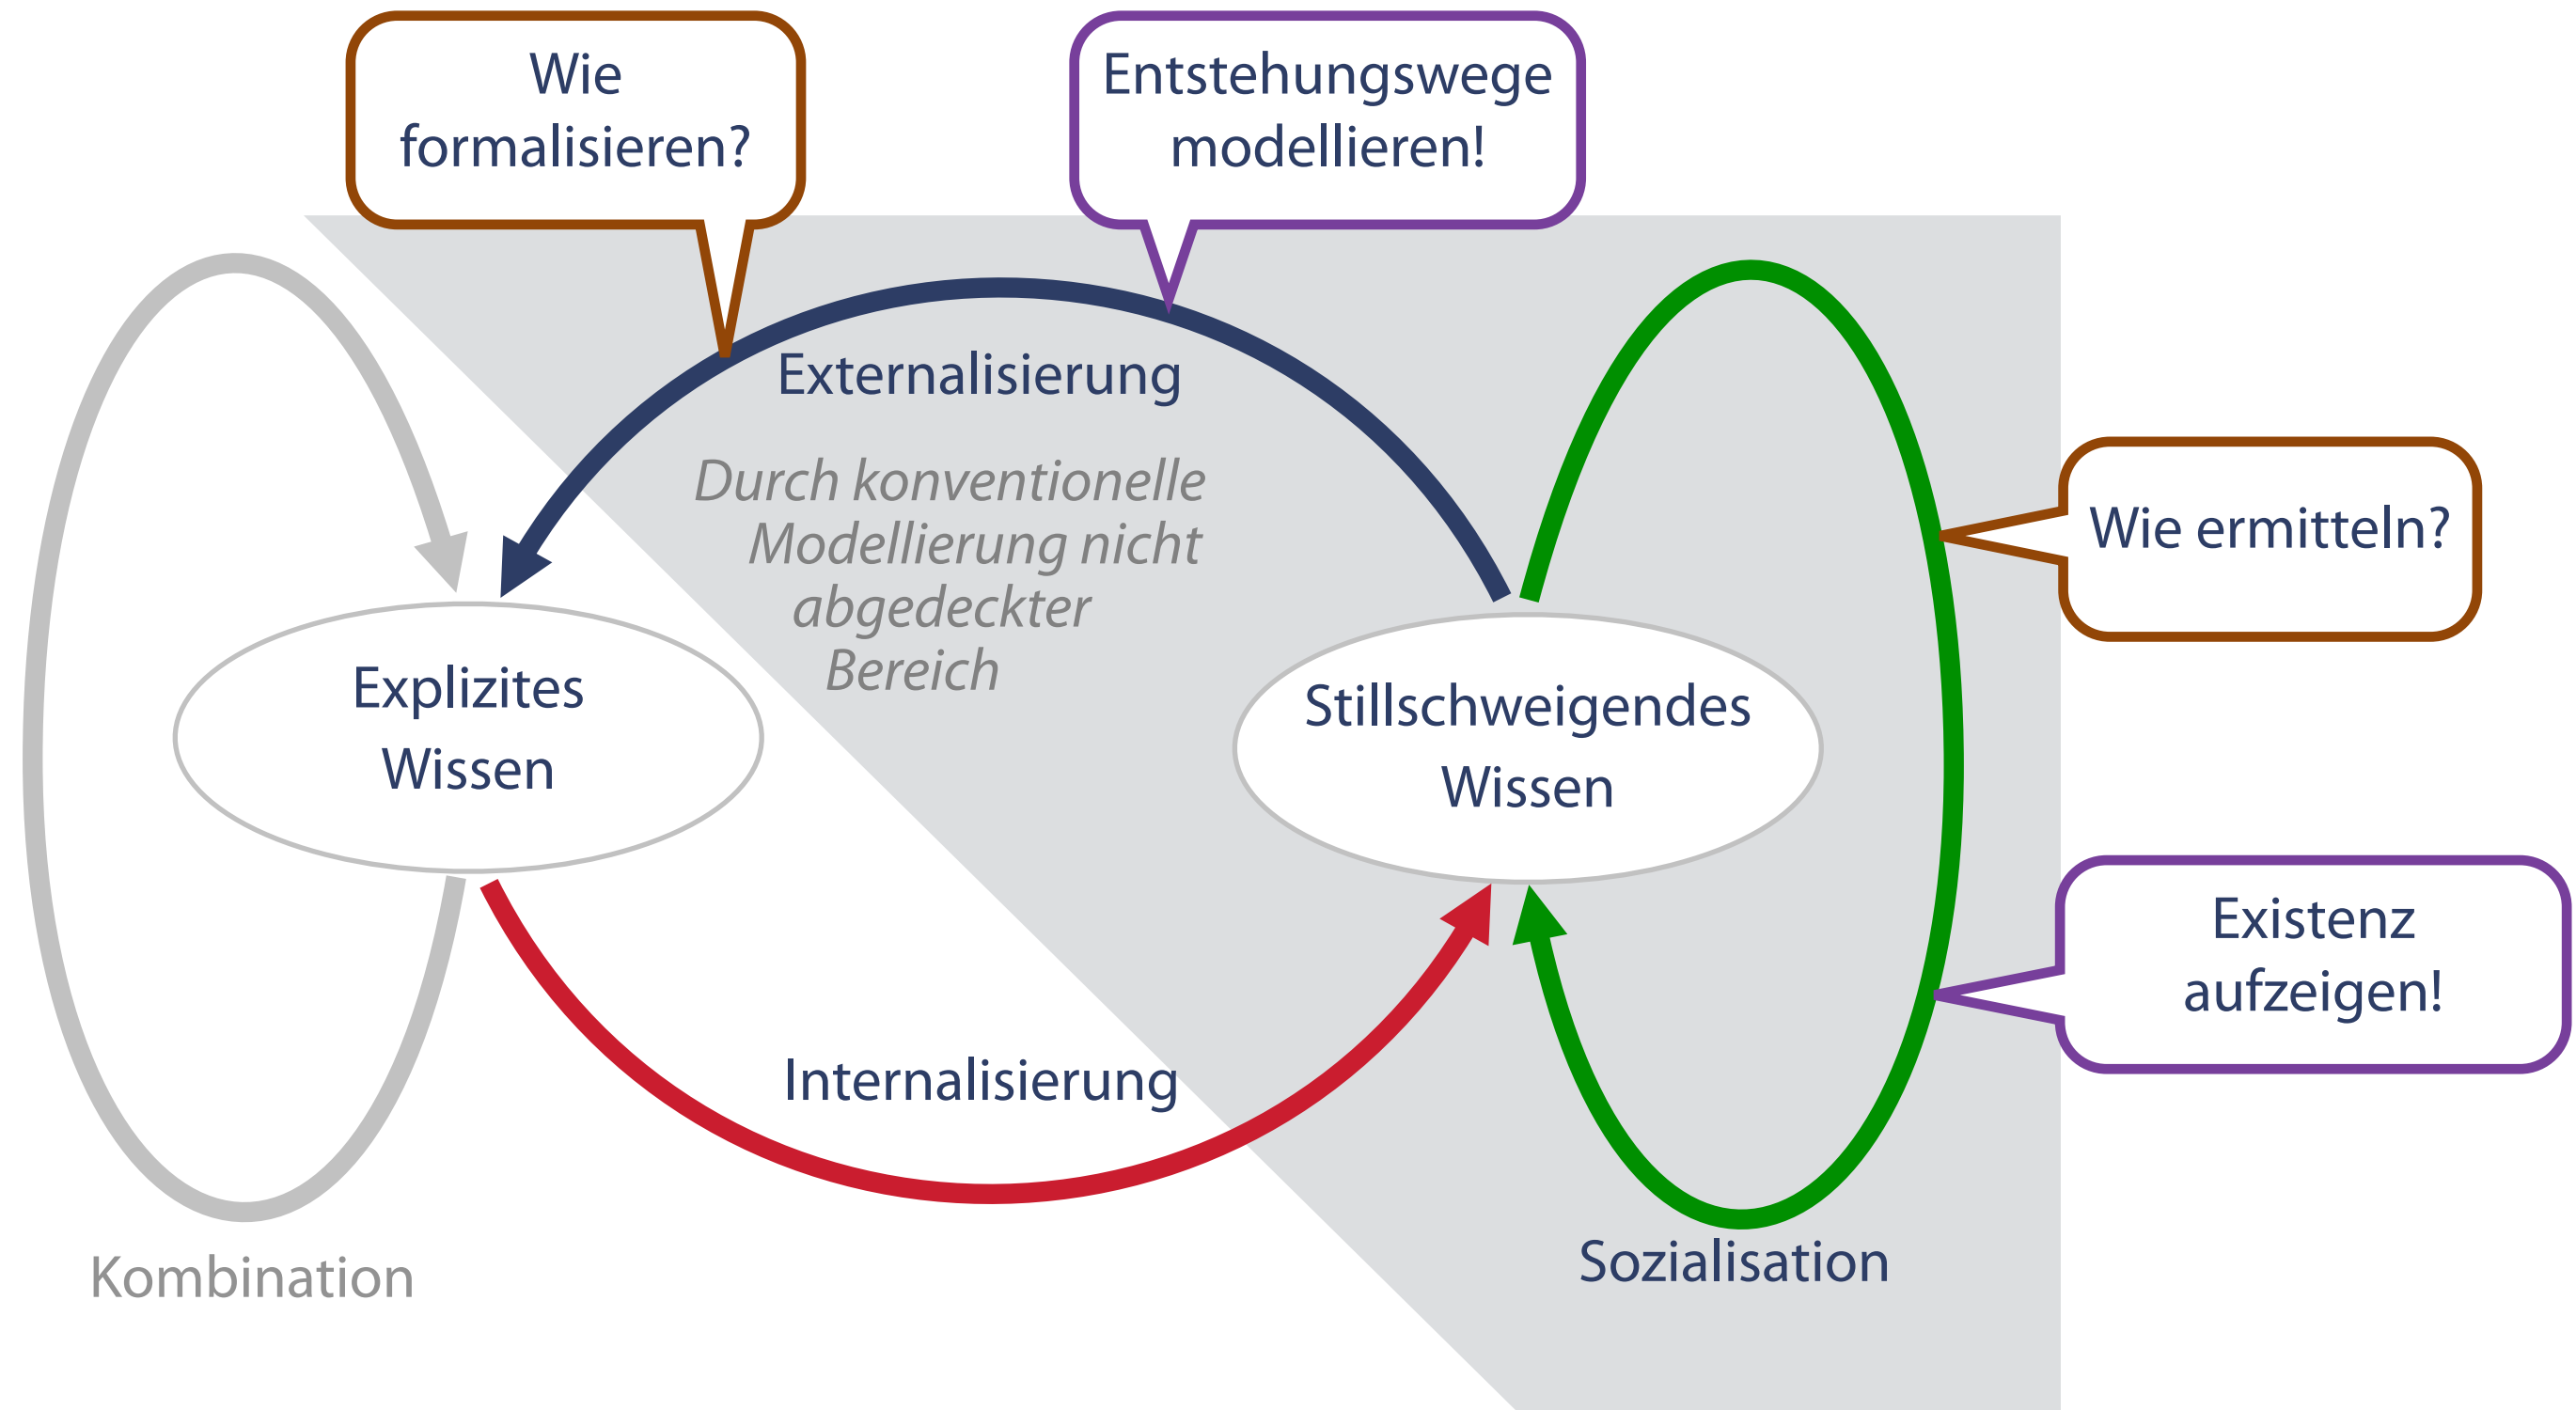 Wie
formalisieren?
Entstehungswege
modellieren!
Externalisierung
Durch konventionelle
Modellierung nicht
abgedeckter
Bereich
Wie ermitteln?
Explizites
Wissen
Stillschweigendes
Wissen
Existenz
aufzeigen!
Internalisierung
Kombination
Sozialisation